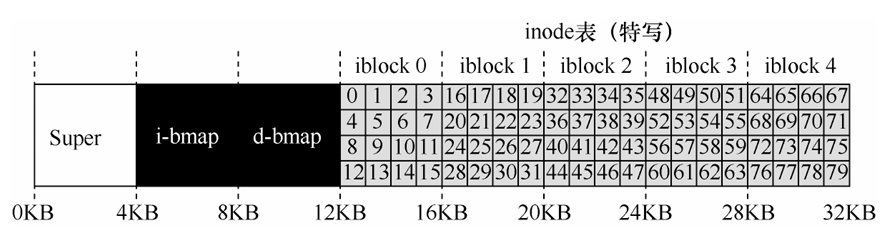 inode表（特写）
iblock 0 iblock 1 iblock 2 iblock 3 iblock 4
Super i-bmap d-bmap
0 1 2 3 16 17 18 19 32 33 34 35 48 49 50 51 64 65 66 67
4 5 6 7 20 21 22 23 36 37 38 39 52 53 54 55 68 69 70 71
8 9 10 11 24 25 26 27 40 41 42 43 56 57 58 59 72 73 74 75
12 13 14 15 28 29 30 31 44 45 46 47 60 61 62 63 76 77 78 79
0KB 4KB 8KB 12KB 16KB 20KB 24KB 28KB 32KB